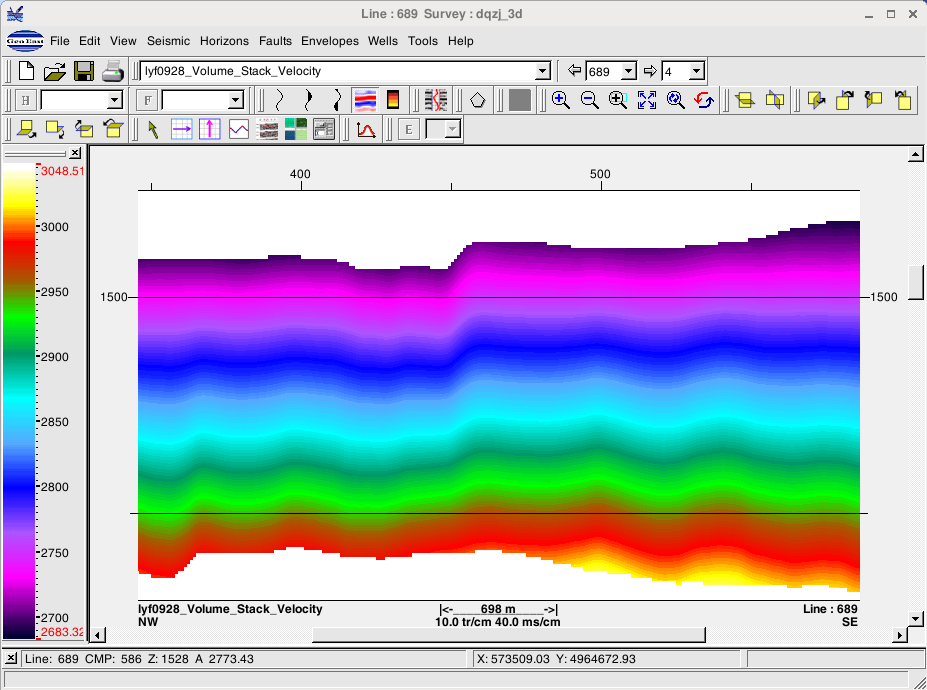 Line : 689 Survey : dqzj_3d
GeoEast File Edit View Seismic Horizons Faults Envelopes Wells Tools Help
lyf0928_Volume_Stack_Velocity 689 4
H F
E
3048.51
3000
2950
2900
2850
2800
2750
2700
2683.32
400 500
1500 1500
lyf0928_Volume_Stack_Velocity |<-____698 m____->| Line : 689
NW 10.0 tr/cm 40.0 ms/cm SE
Line: 689 CMP: 586 Z: 1528 A 2773.43 X: 573509.03 Y: 4964672.93